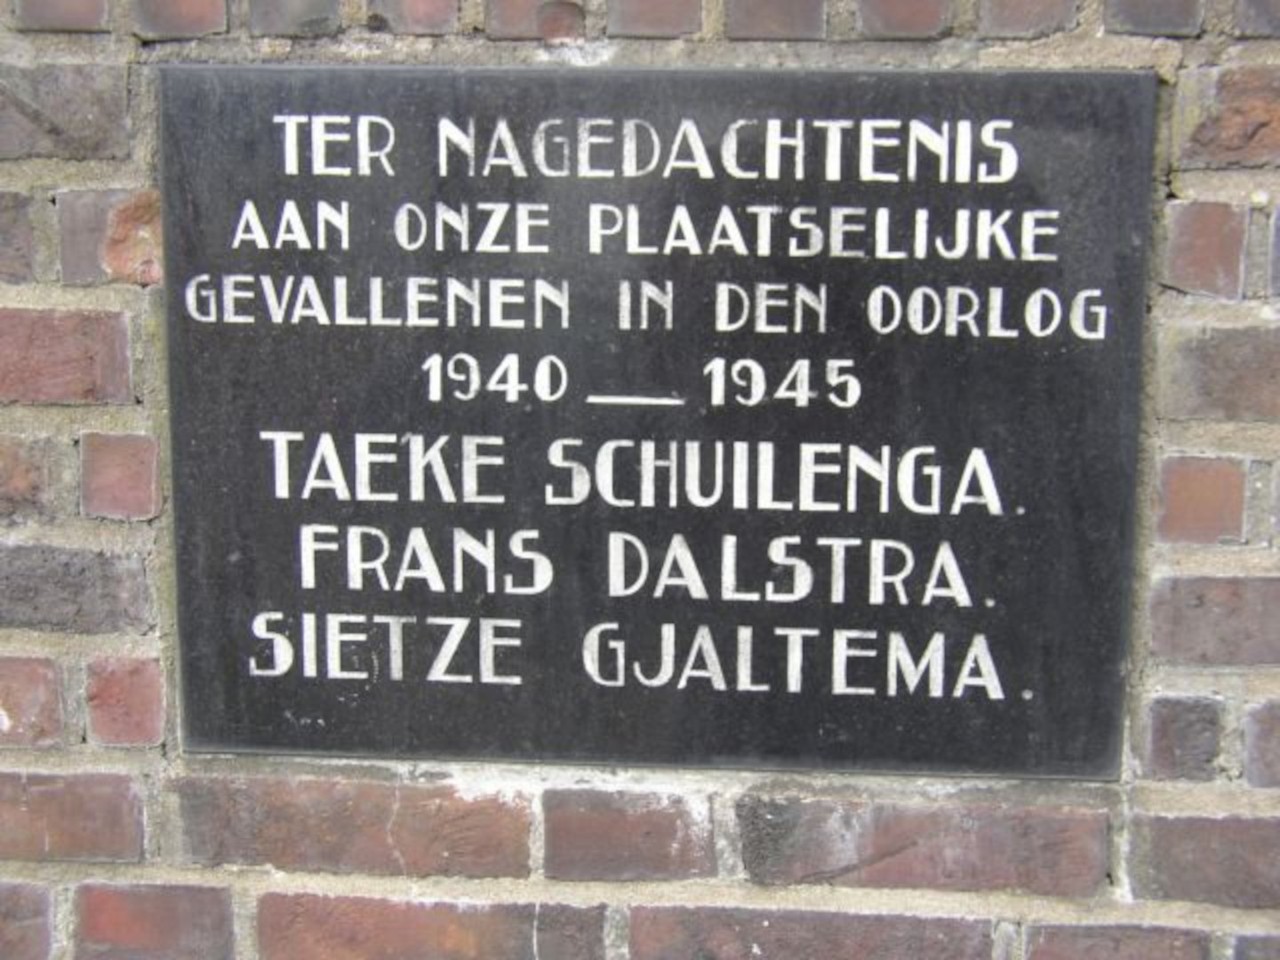 TER NAGEDACHTENIS
AAN ONZE PLAATSELIJKE
GEVALLENEN IN DEN OORLOG
1940 — 1945
TAEKE SCHUILENGA.
FRANS DALSTRA.
SIETZE GJALTEMA.